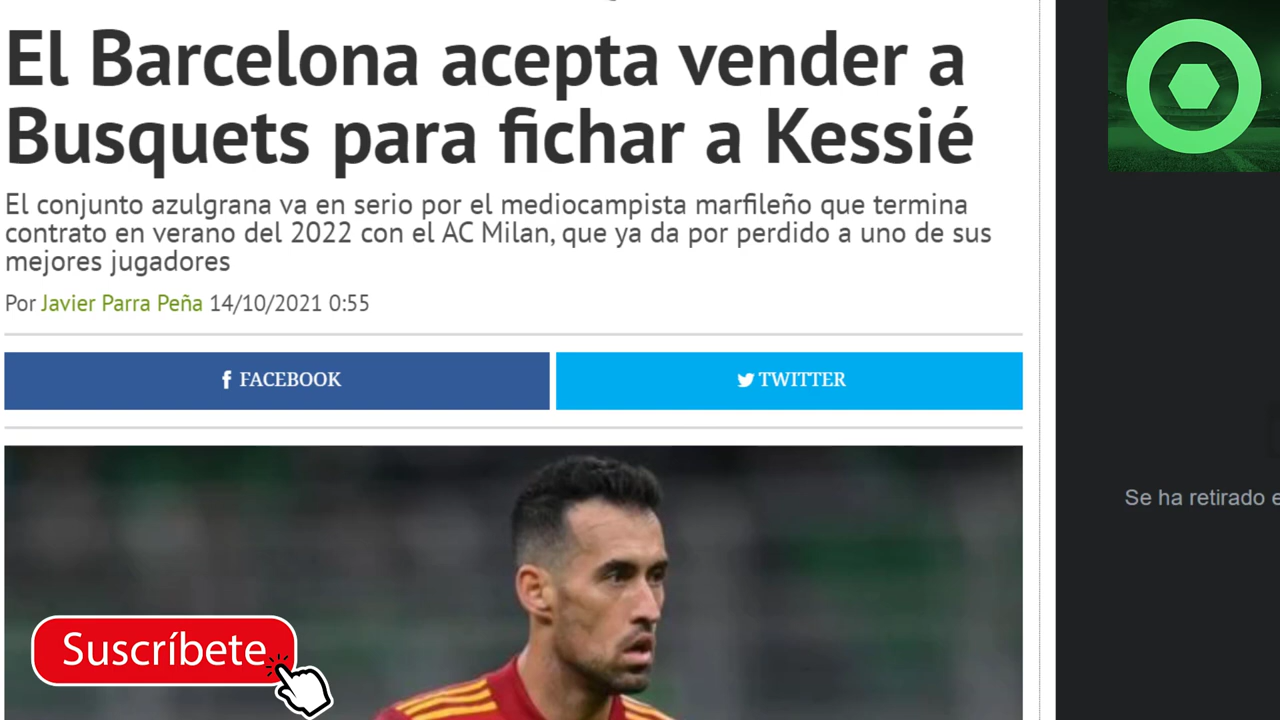 El Barcelona acepta vender a
Busquets para fichar a Kessié
El conjunto azulgrana va en serio por el mediocampista marfileño que termina
contrato en verano del 2022 con el AC Milan, que ya da por perdido a uno de sus
mejores jugadores
Por Javier Parra Peña 14/10/2021 0:55
FACEBOOK
TWITTER
Se ha retirado
Suscríbete